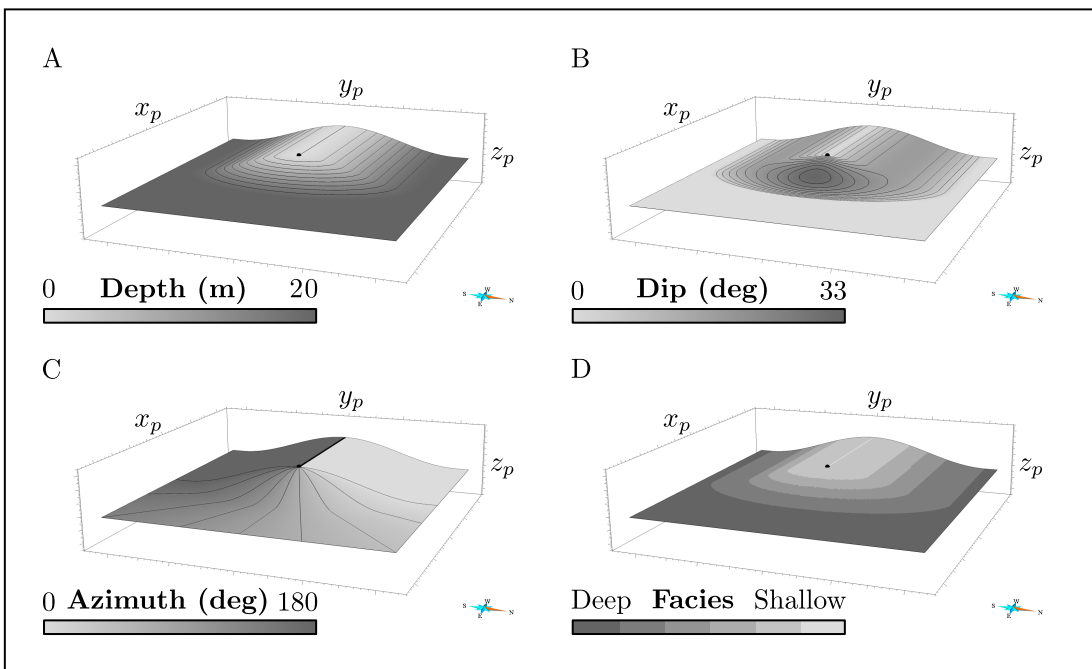 A
x_p
y_p
z_p
0 Depth (m) 20
S W E N
B
x_p
y_p
z_p
0 Dip (deg) 33
S W E N
C
x_p
y_p
z_p
0 Azimuth (deg) 180
S W E N
D
x_p
y_p
z_p
Deep Facies Shallow
S W E N